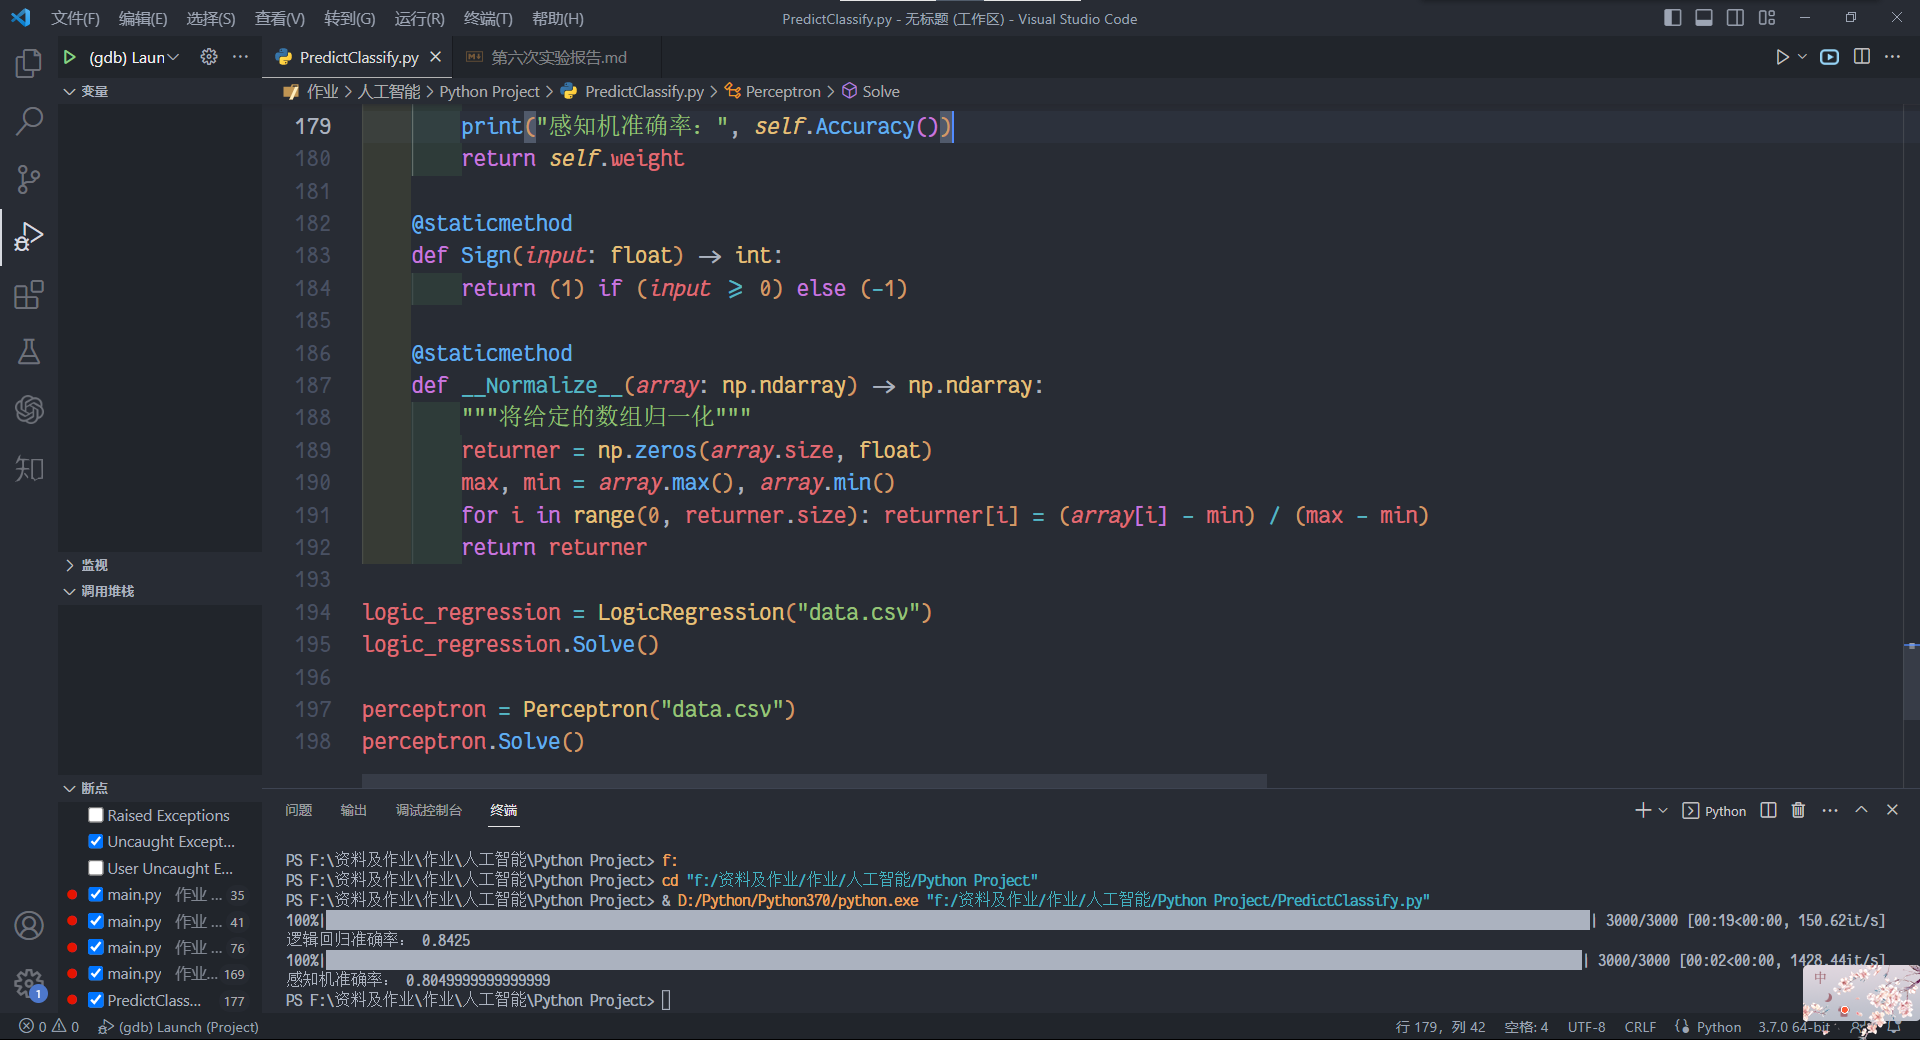 文件(F) 编辑(E) 选择(S) 查看(V) 转到(G) 运行(R) 终端(T) 帮助(H)
PredictClassify.py - 无标题 (工作区) - Visual Studio Code
(gdb) Laun
PredictClassify.py
第六次实验报告.md
变量
作业 > 人工智能 > Python Project > PredictClassify.py > Perceptron > Solve
179 print("感知机准确率：", self.Accuracy())
180 return self.weight
181
182 @staticmethod
183 def Sign(input: float) -> int:
184 return (1) if (input >= 0) else (-1)
185
186 @staticmethod
187 def __Normalize__(array: np.ndarray) -> np.ndarray:
188 """将给定的数组归一化"""
189 returner = np.zeros(array.size, float)
190 max, min = array.max(), array.min()
191 for i in range(0, returner.size): returner[i] = (array[i] - min) / (max - min)
192 return returner
193
194 logic_regression = LogicRegression("data.csv")
195 logic_regression.Solve()
196
197 perceptron = Perceptron("data.csv")
198 perceptron.Solve()
知
监视
调用堆栈
断点
Raised Exceptions
Uncaught Except...
User Uncaught E...
main.py 作业 ... 35
main.py 作业 ... 41
main.py 作业 ... 76
main.py 作业... 169
PredictClass... 177
问题 输出 调试控制台 终端
Python
PS F:\资料及作业\作业\人工智能\Python Project> f:
PS F:\资料及作业\作业\人工智能\Python Project> cd "f:/资料及作业/作业/人工智能/Python Project"
PS F:\资料及作业\作业\人工智能\Python Project> & D:/Python/Python370/python.exe "f:/资料及作业/作业/人工智能/Python Project/PredictClassify.py"
100%| | 3000/3000 [00:19<00:00, 150.62it/s]
逻辑回归准确率： 0.8425
100%| | 3000/3000 [00:02<00:00, 1428.44it/s]
感知机准确率： 0.8049999999999999
PS F:\资料及作业\作业\人工智能\Python Project>
中
1
0 0 (gdb) Launch (Project)
行 179，列 42 空格: 4 UTF-8 CRLF Python 3.7.0 64-bit